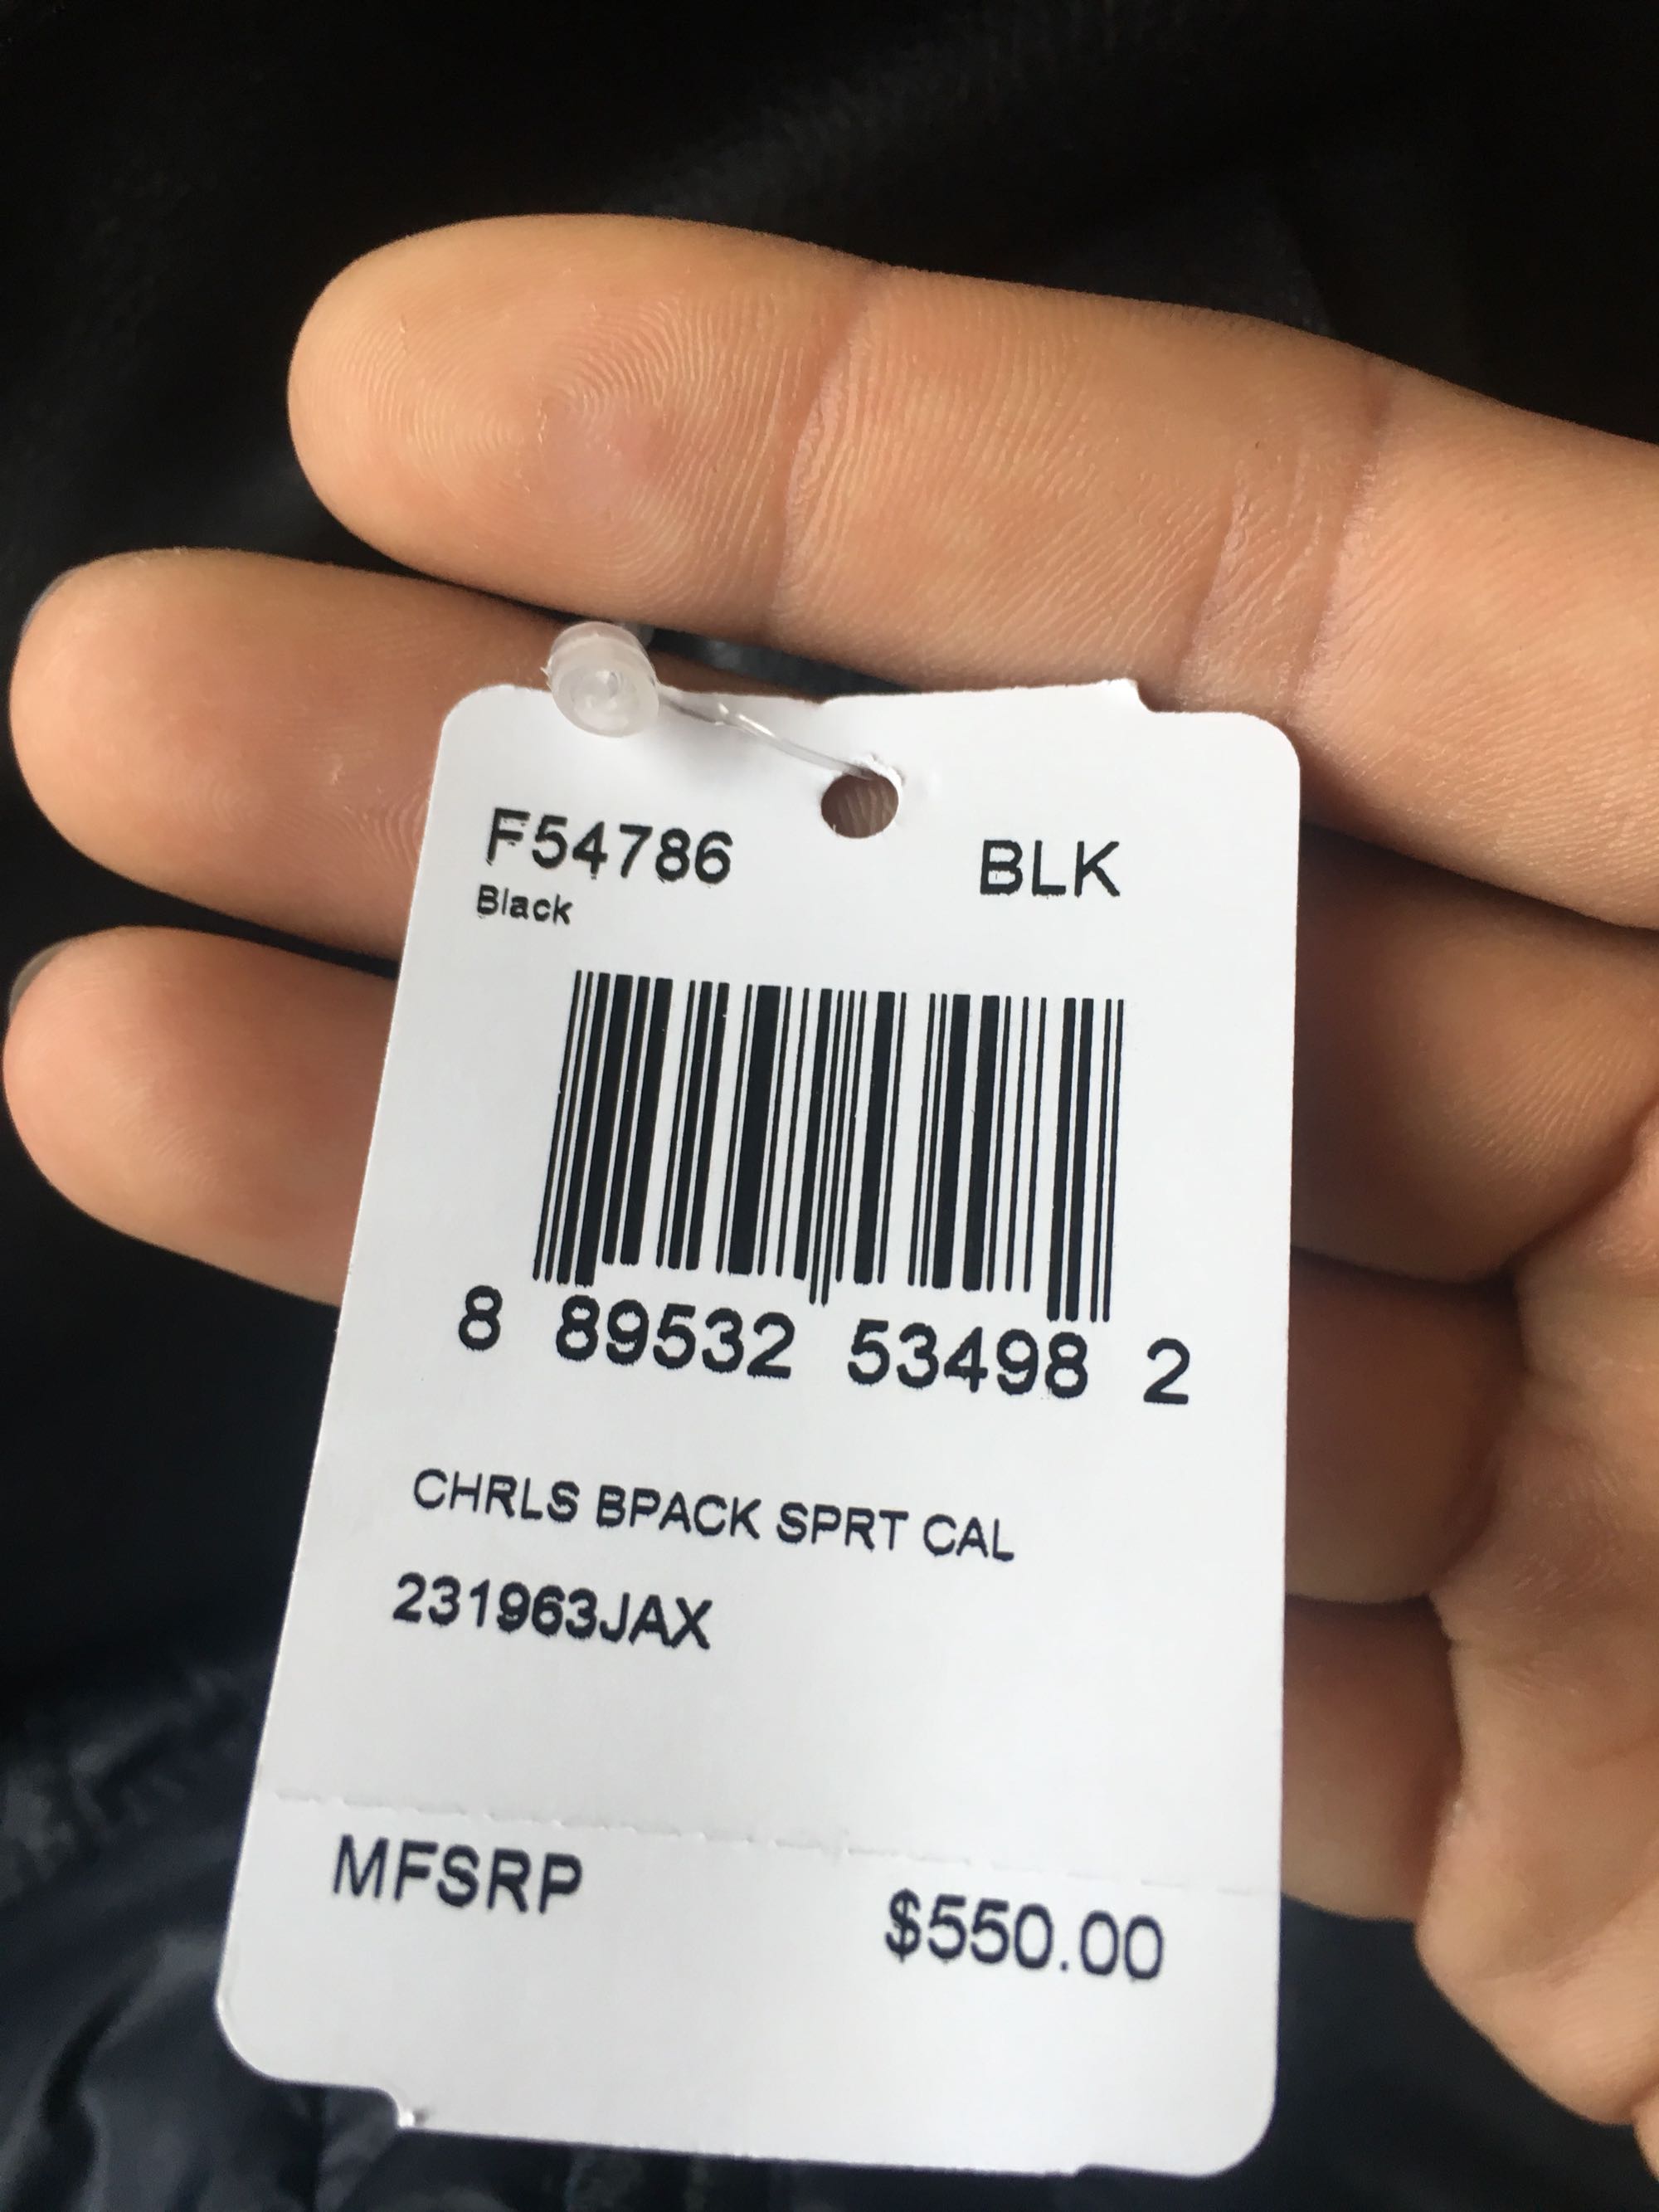 F54786 BLK
Black
8 89532 53498 2
CHRLS BPACK SPRT CAL
231963JAX
MFSRP $550.00